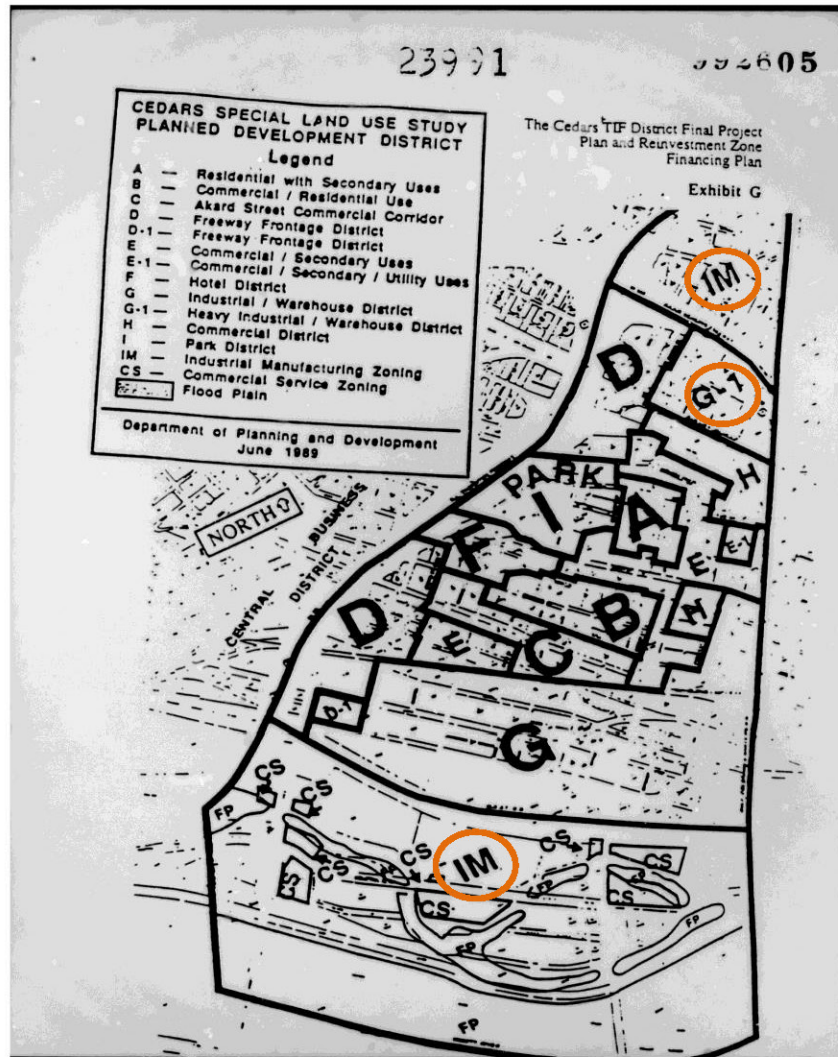 23991
992605
CEDARS SPECIAL LAND USE STUDY
PLANNED DEVELOPMENT DISTRICT
Legend
A — Residential with Secondary Uses
B — Commercial / Residential Use
C — Akard Street Commercial Corridor
D — Freeway Frontage District
D-1 — Freeway Frontage District
E — Commercial / Secondary Uses
E-1 — Commercial / Secondary / Utility Uses
F — Hotel District
G — Industrial / Warehouse District
G-1 — Heavy Industrial / Warehouse District
H — Commercial District
I — Park District
IM — Industrial Manufacturing Zoning
CS — Commercial Service Zoning
Flood Plain
Department of Planning and Development
June 1989
The Cedars TIF District Final Project
Plan and Reinvestment Zone
Financing Plan
Exhibit G
IM
D
G-1
H
PARK
I
A
E-1
E
F
NORTH
CENTRAL BUSINESS
DISTRICT
D
B
H
E
C
D-1
G
CS
CS
FP
CS
CS
CS
IM
CS
CS
CS
FP
FP
CS
FP
FP
FP